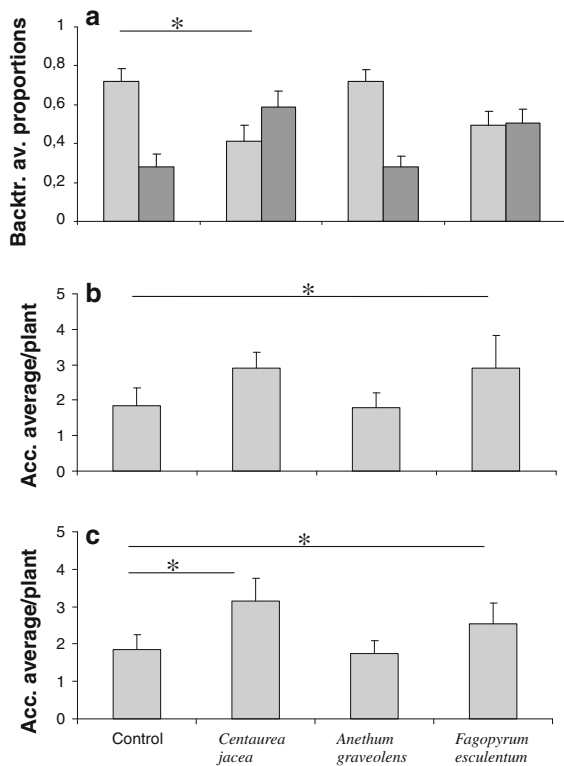 a
*
Backtr. av. proportions
1
0,8
0,6
0,4
0,2
0
b
*
Acc. average/plant
5
4
3
2
1
0
c
*
*
Acc. average/plant
5
4
3
2
1
0
Control
Centaurea
jacea
Anethum
graveolens
Fagopyrum
esculentum